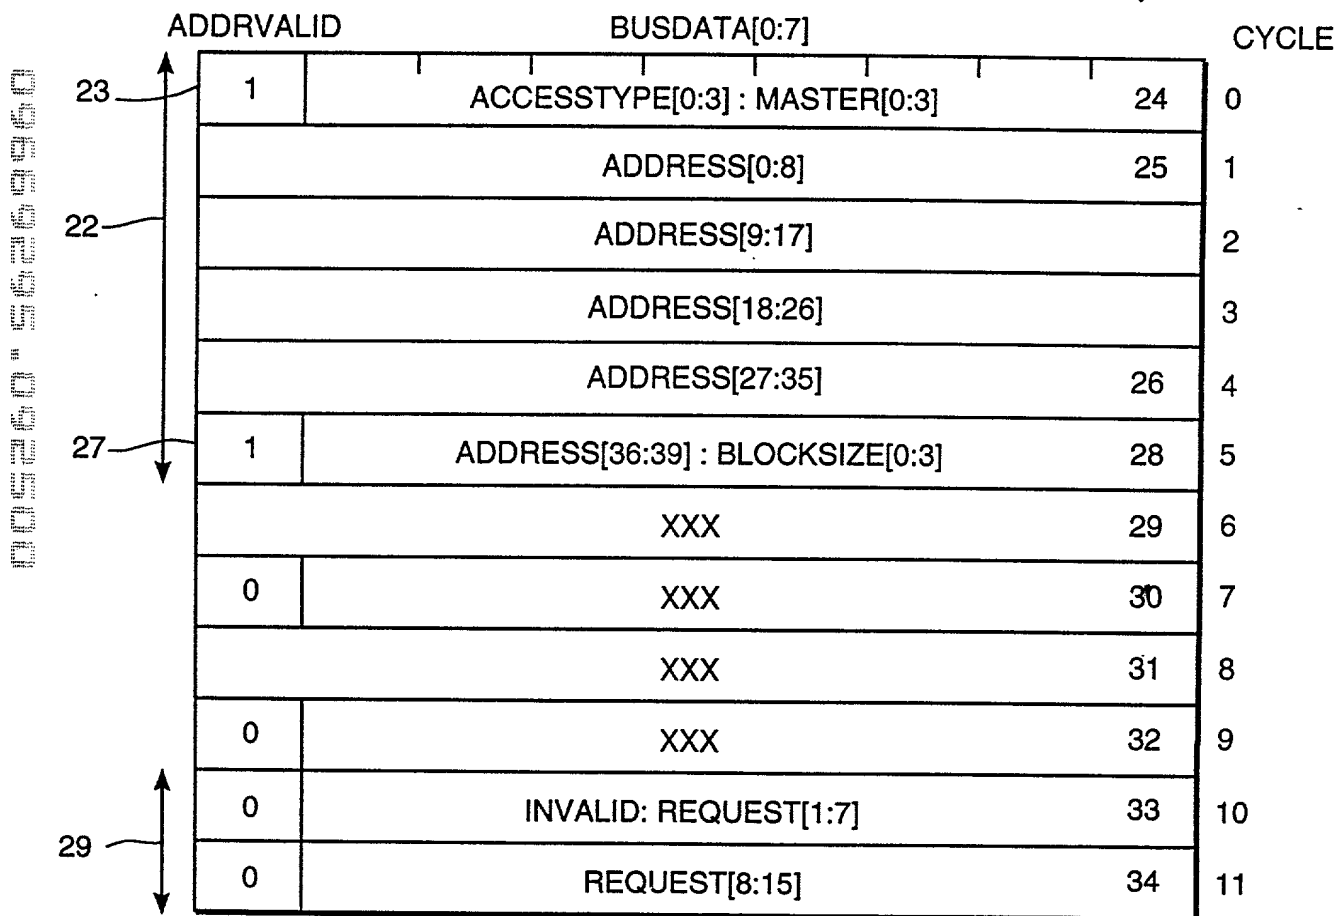 ADDRVALID BUSDATA[0:7] CYCLE
23 1 ACCESSTYPE[0:3] : MASTER[0:3] 24 0
ADDRESS[0:8] 25 1
22 ADDRESS[9:17] 2
ADDRESS[18:26] 3
ADDRESS[27:35] 26 4
27 1 ADDRESS[36:39] : BLOCKSIZE[0:3] 28 5
XXX 29 6
0 XXX 30 7
XXX 31 8
0 XXX 32 9
0 INVALID: REQUEST[1:7] 33 10
29
0 REQUEST[8:15] 34 11